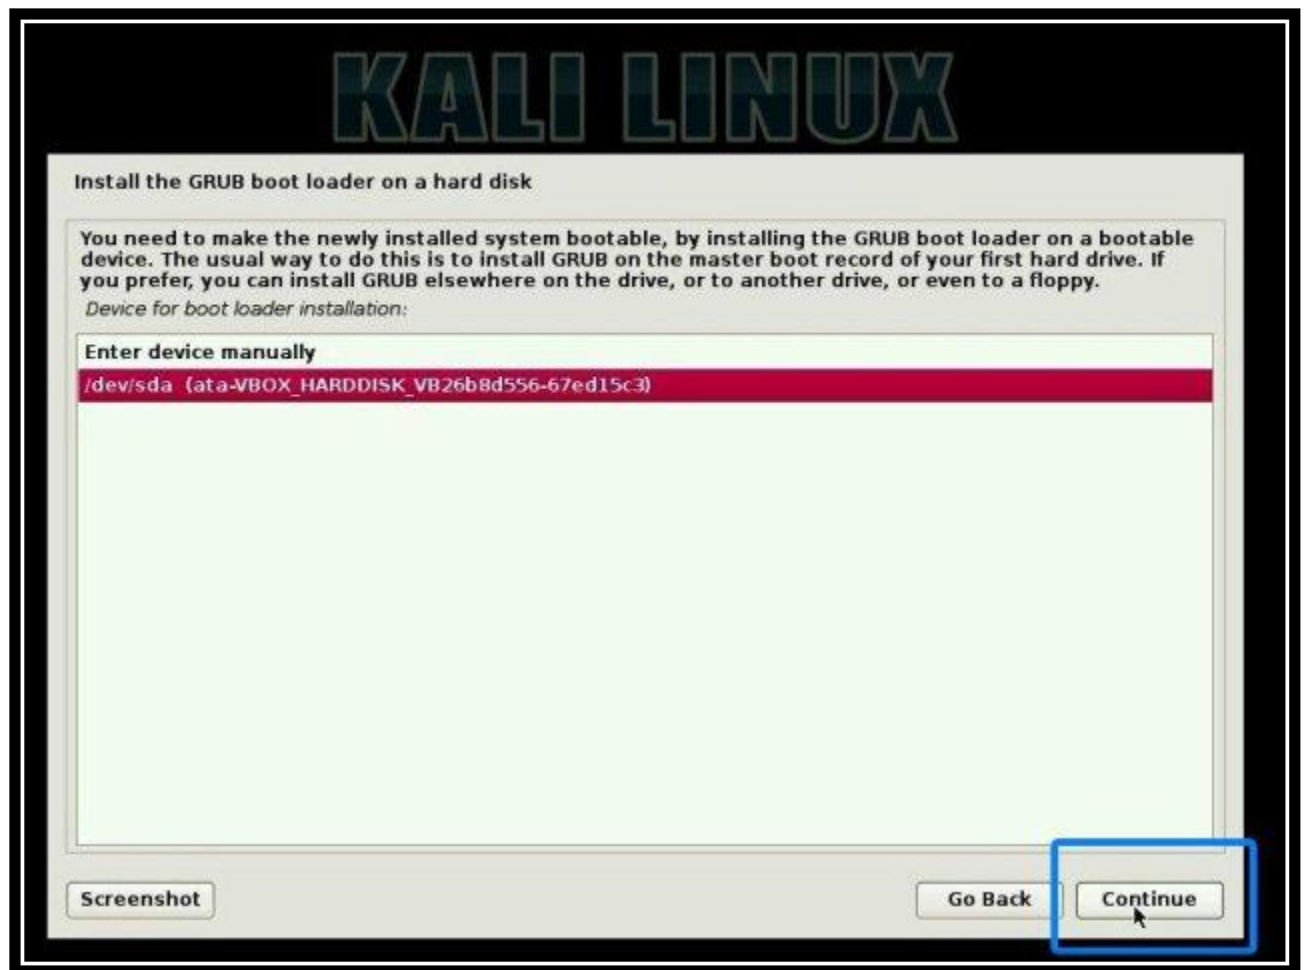 KALI LINUX
Install the GRUB boot loader on a hard disk
You need to make the newly installed system bootable, by installing the GRUB boot loader on a bootable
device. The usual way to do this is to install GRUB on the master boot record of your first hard drive. If
you prefer, you can install GRUB elsewhere on the drive, or to another drive, or even to a floppy.
Device for boot loader installation:
Enter device manually
/dev/sda (ata-VBOX_HARDDISK_VB26b8d556-67ed15c3)
Screenshot
Go Back
Continue